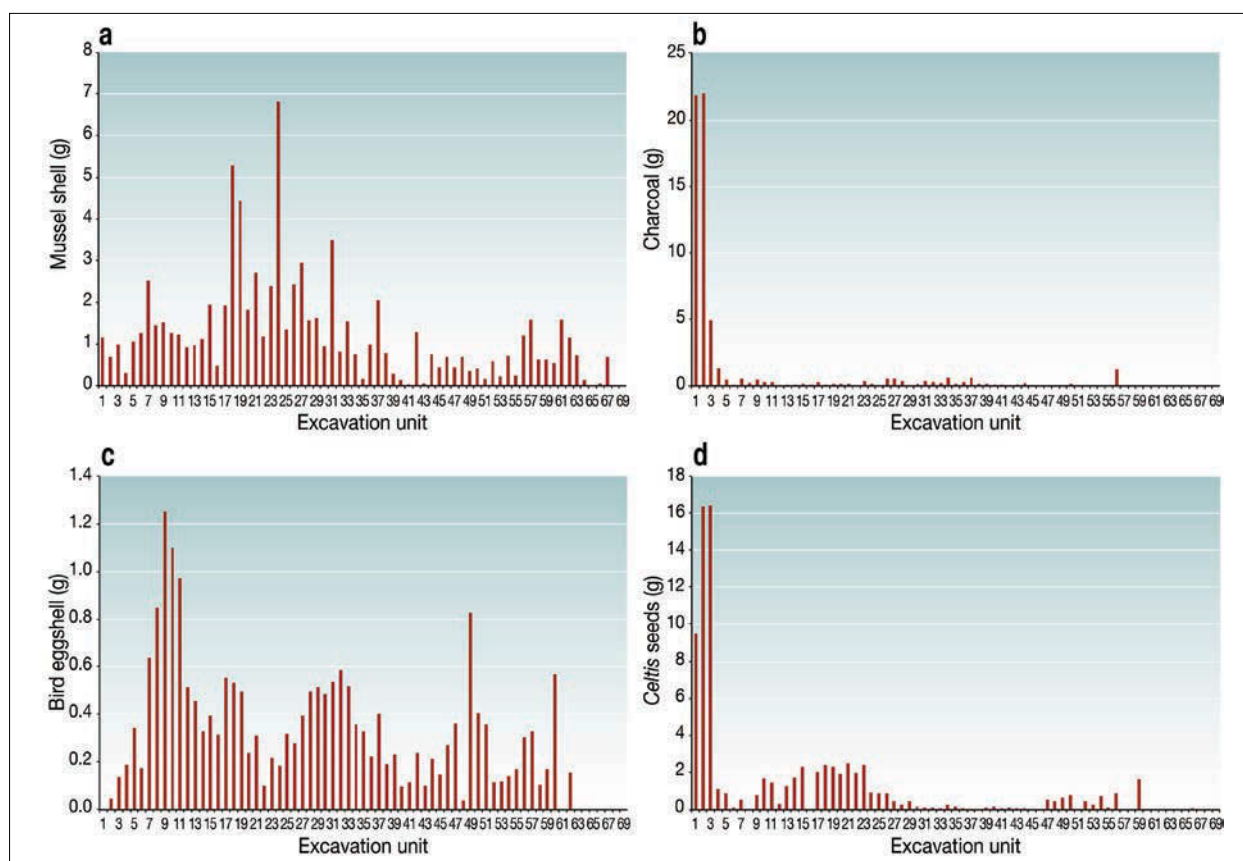 a
8
7
6
5
4
3
2
1
0
Mussel shell (g)
1 3 5 7 9 11 13 15 17 19 21 23 25 27 29 31 33 35 37 39 41 43 45 47 49 51 53 55 57 59 61 63 65 67 69
Excavation unit
b
25
20
15
10
5
0
Charcoal (g)
1 3 5 7 9 11 13 15 17 19 21 23 25 27 29 31 33 35 37 39 41 43 45 47 49 51 53 55 57 59 61 63 65 67 69
Excavation unit
c
1.4
1.2
1.0
0.8
0.6
0.4
0.2
0.0
Bird eggshell (g)
1 3 5 7 9 11 13 15 17 19 21 23 25 27 29 31 33 35 37 39 41 43 45 47 49 51 53 55 57 59 61 63 65 67 69
Excavation unit
d
18
16
14
12
10
8
6
4
2
0
Celtis seeds (g)
1 3 5 7 9 11 13 15 17 19 21 23 25 27 29 31 33 35 37 39 41 43 45 47 49 51 53 55 57 59 61 63 65 67 69
Excavation unit